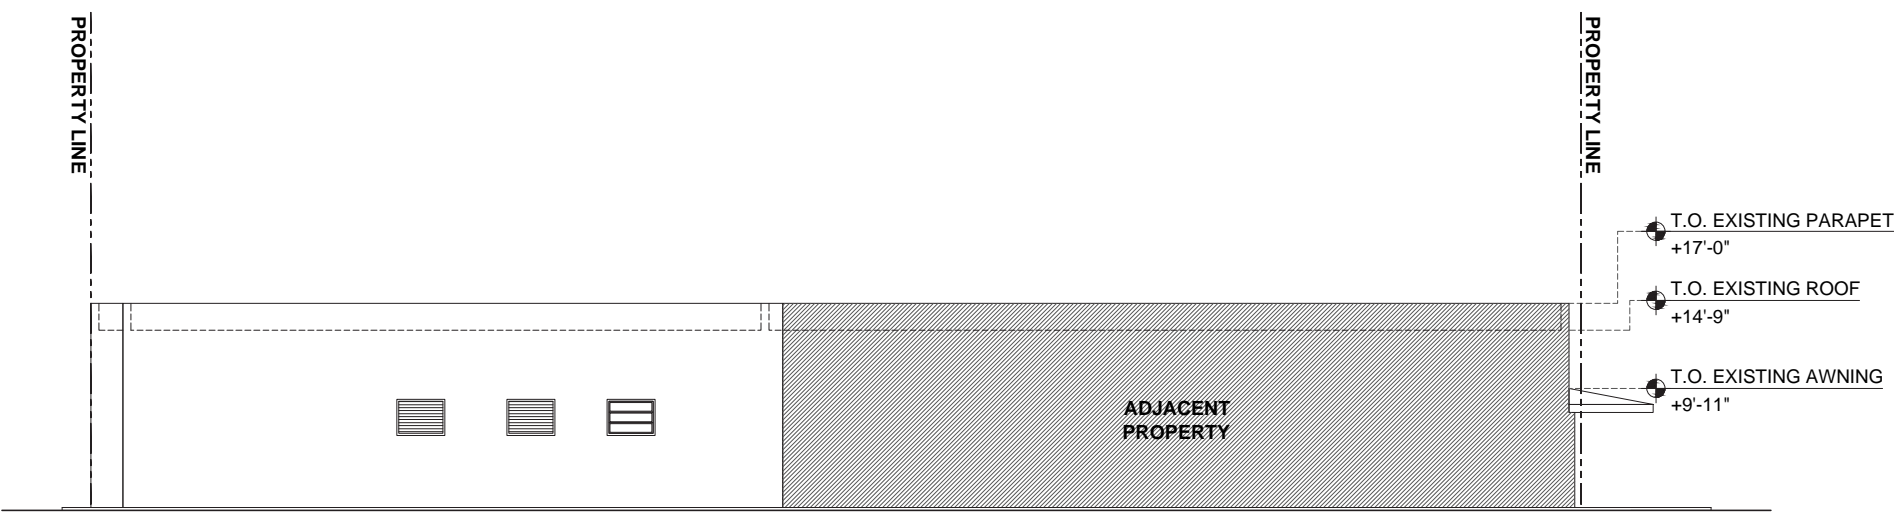 PROPERTY LINE
PROPERTY LINE
T.O. EXISTING PARAPET
+17'-0"
T.O. EXISTING ROOF
+14'-9"
T.O. EXISTING AWNING
+9'-11"
ADJACENT
PROPERTY